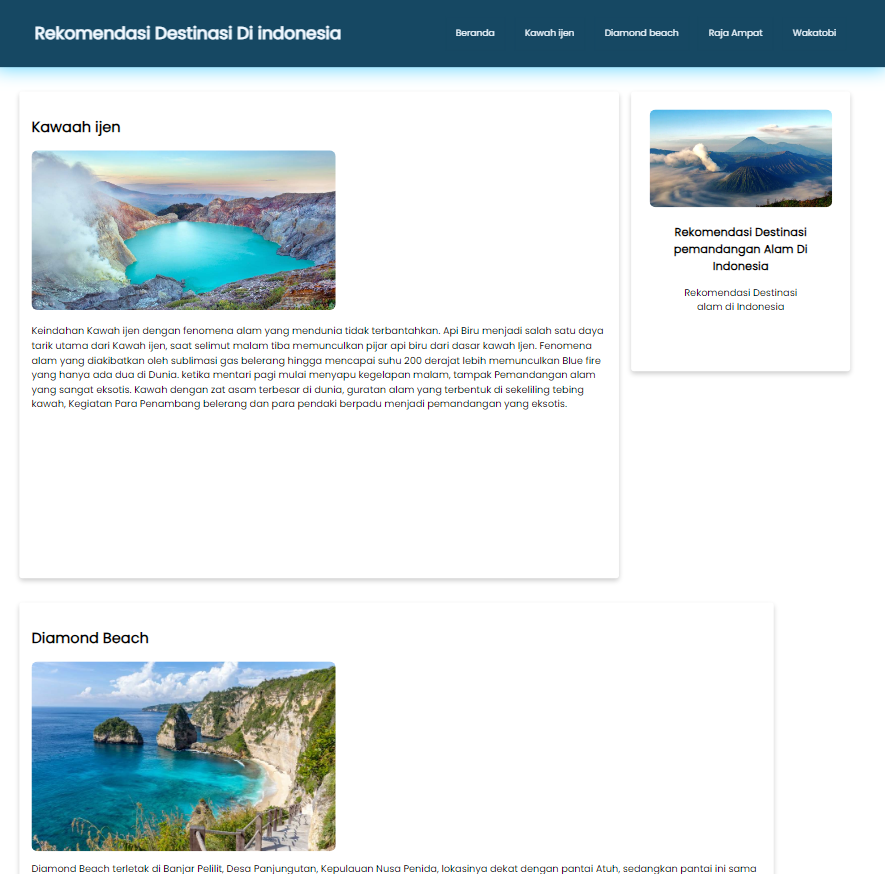 Rekomendasi Destinasi Di indonesia
Beranda
Kawah ijen
Diamond beach
Raja Ampat
Wakatobi
Kawaah ijen
Keindahan Kawah ijen dengan fenomena alam yang mendunia tidak terbantahkan. Api Biru menjadi salah satu daya
tarik utama dari Kawah ijen, saat selimut malam tiba memunculkan pijar api biru dari dasar kawah Ijen. Fenomena
alam yang diakibatkan oleh sublimasi gas belerang hingga mencapai suhu 200 derajat lebih memunculkan Blue fire
yang hanya ada dua di Dunia. ketika mentari pagi mulai menyapu kegelapan malam, tampak Pemandangan alam
yang sangat eksotis. Kawah dengan zat asam terbesar di dunia, guratan alam yang terbentuk di sekeliling tebing
kawah, Kegiatan Para Penambang belerang dan para pendaki berpadu menjadi pemandangan yang eksotis.
Rekomendasi Destinasi
pemandangan Alam Di
Indonesia
Rekomendasi Destinasi
alam di Indonesia
Diamond Beach
Diamond Beach terletak di Banjar Pelilit, Desa Panjungutan, Kepulauan Nusa Penida, lokasinya dekat dengan pantai Atuh, sedangkan pantai ini sama